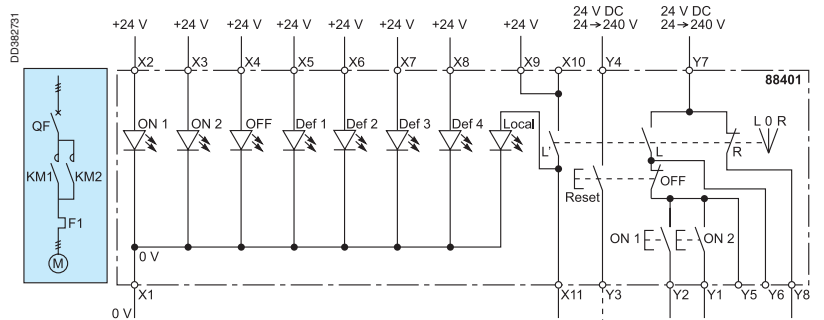 DD382731
+24 V +24 V +24 V +24 V +24 V +24 V +24 V +24 V 24 V DC 24 V DC
24→240 V 24→240 V
X2 X3 X4 X5 X6 X7 X8 X9 X10 Y4 Y7
88401
QF
KM1 KM2
F1
M
ON 1 ON 2 OFF Def 1 Def 2 Def 3 Def 4 Local
L' L R
L 0 R
OFF
Reset
ON 1 ON 2
0 V
X1 X11 Y3 Y2 Y1 Y5 Y6 Y8
0 V